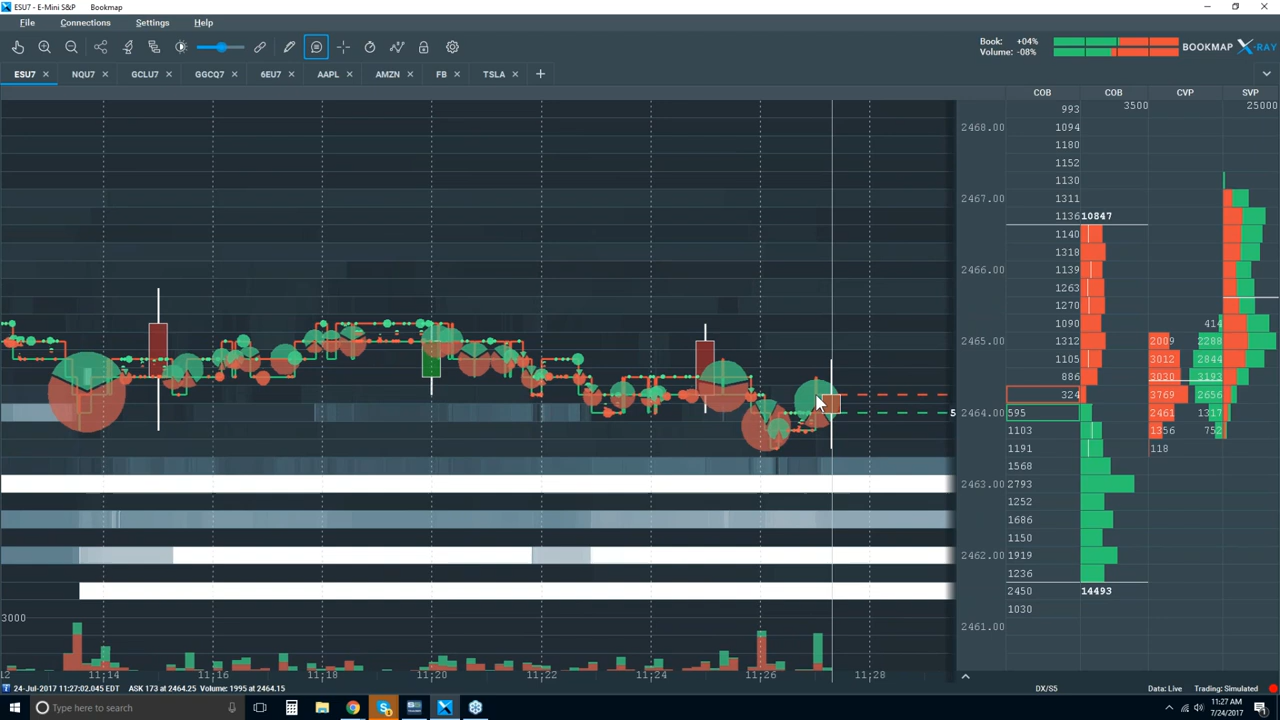 ESU7 - E-Mini S&P Bookmap
File Connections Settings Help
Book: +04%
Volume: -08%
BOOKMAP X-RAY
ESU7 × NQU7 × GCLU7 × GGCQ7 × 6EU7 × AAPL × AMZN × FB × TSLA × +
COB COB CVP SVP
3500 25000
993
2468.00 1094
1180
1152
1130
2467.00 1311
1136 10847
1140
1318
2466.00 1139
1263
1270
1090 414
2465.00 1312 2009 2288
1105 3012 2844
886 3030 3193
324 3769 2656
5 2464.00 595 2461 1317
1103 1356 752
1191 118
1568
2463.00 2793
1252
1686
1150
2462.00 1919
1236
2450 14493
1030
3000
2461.00
12 11:14 11:16 11:18 11:20 11:22 11:24 11:26 11:28
24-Jul-2017 11:27:02.045 EDT ASK 173 at 2464.25 Volume: 1995 at 2464.15 DX/S5 Data: Live Trading: Simulated
Type here to search
11:27 AM
7/24/2017
1